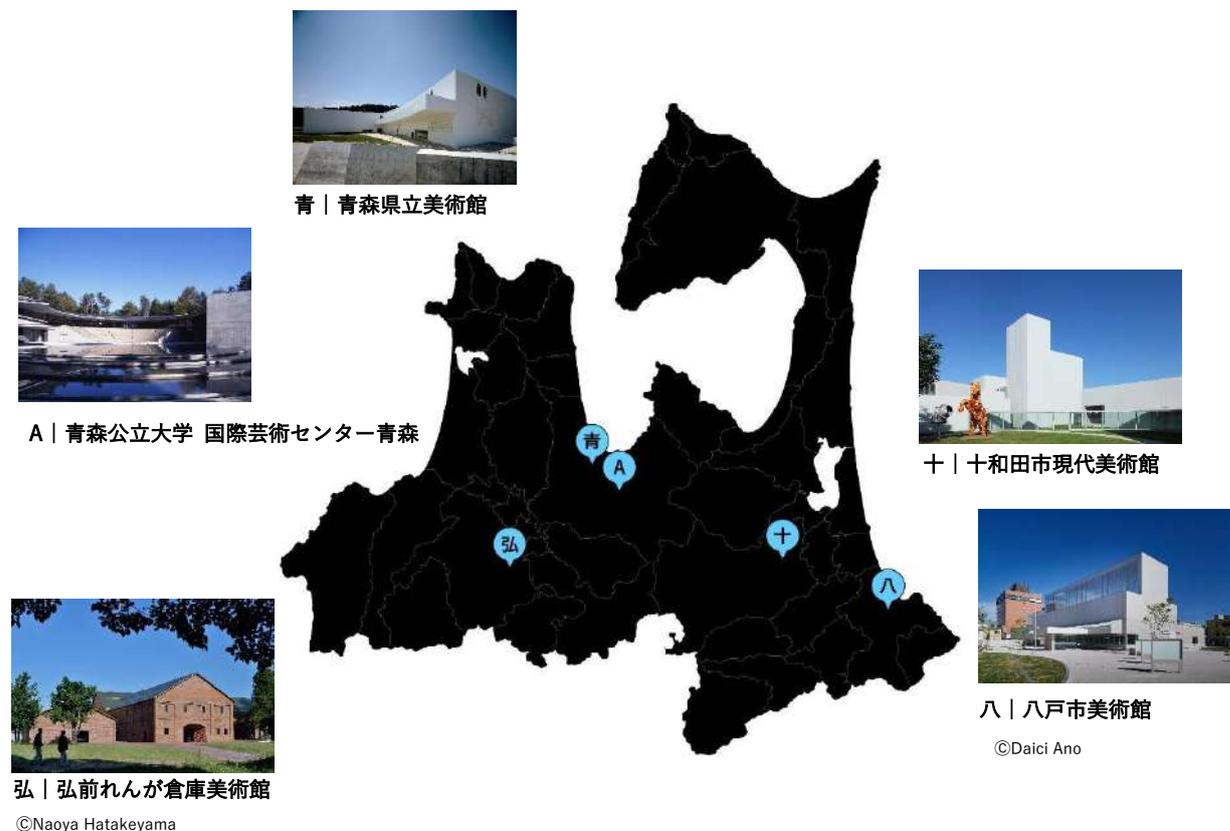 青｜青森県立美術館
A｜青森公立大学 国際芸術センター青森
十｜十和田市現代美術館
青
A
弘
十
八
八｜八戸市美術館
ⒸDaici Ano
弘｜弘前れんが倉庫美術館
ⒸNaoya Hatakeyama